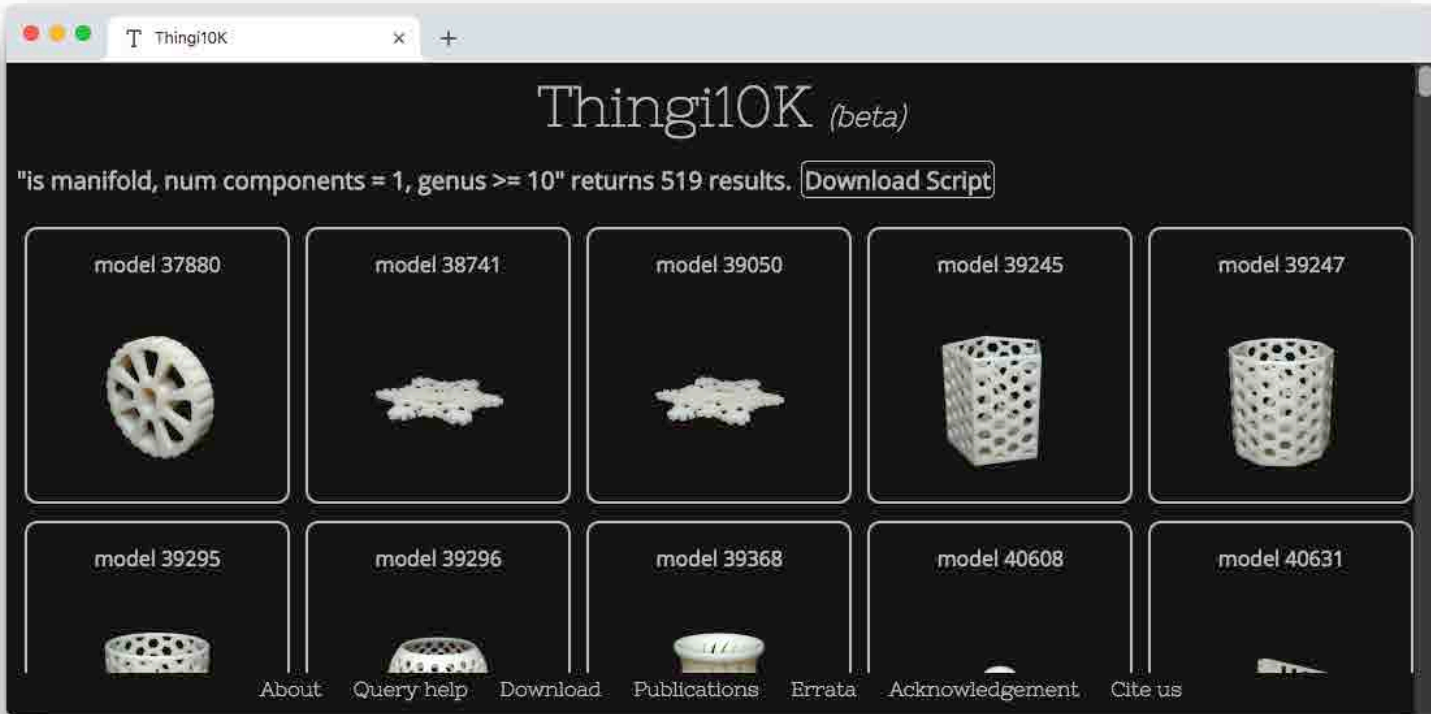 T Thingi10K × +
Thingi10K (beta)
"is manifold, num components = 1, genus >= 10" returns 519 results. Download Script
model 37880 model 38741 model 39050 model 39245 model 39247
model 39295 model 39296 model 39368 model 40608 model 40631
About Query help Download Publications Errata Acknowledgement Cite us